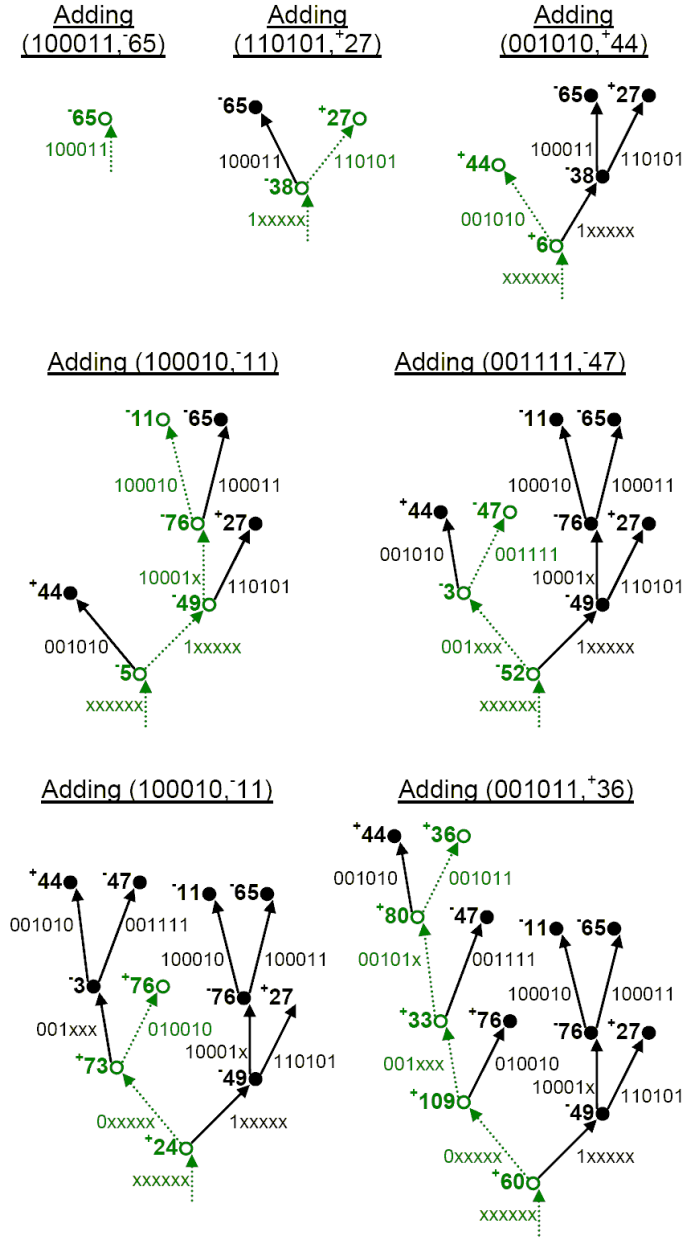 Adding
(100011,⁻65)
⁻65
100011
Adding
(110101,⁺27)
⁻65
⁺27
100011
110101
⁻38
1xxxxx
Adding
(001010,⁺44)
⁻65
⁺27
100011
110101
⁺44
⁻38
001010
1xxxxx
⁺6
xxxxxx
Adding (100010,⁻11)
⁻11
⁻65
100010
100011
⁻76
⁺27
10001x
110101
⁺44
⁻49
001010
1xxxxx
⁻5
xxxxxx
Adding (001111,⁻47)
⁻11
⁻65
100010
100011
⁺44
⁻47
⁻76
⁺27
001010
001111
10001x
110101
⁻3
⁻49
001xxx
1xxxxx
⁻52
xxxxxx
Adding (100010,⁻11)
⁺44
⁻47
⁻11
⁻65
001010
001111
100010
100011
⁻3
⁺76
⁻76
⁺27
001xxx
010010
10001x
110101
⁺73
⁻49
0xxxxx
1xxxxx
⁺24
xxxxxx
Adding (001011,⁺36)
⁺44
⁺36
001010
001011
⁺80
⁻47
⁻11
⁻65
00101x
001111
100010
100011
⁺33
⁺76
⁻76
⁺27
001xxx
010010
10001x
110101
⁺109
⁻49
0xxxxx
1xxxxx
⁺60
xxxxxx